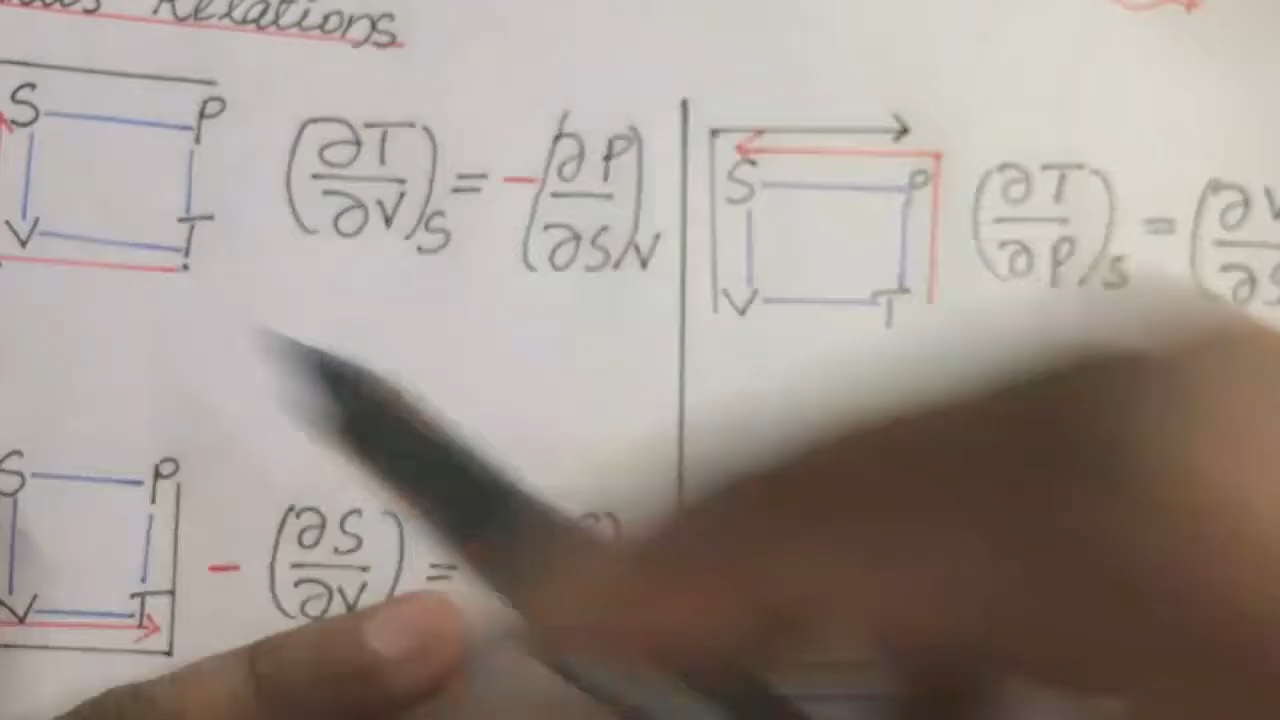 Relations
S P (∂T/∂V)S = -(∂P/∂S)V
V T
S P (∂T/∂P)S = (∂V/∂S
V T
S P -(∂S/∂V) =
V T